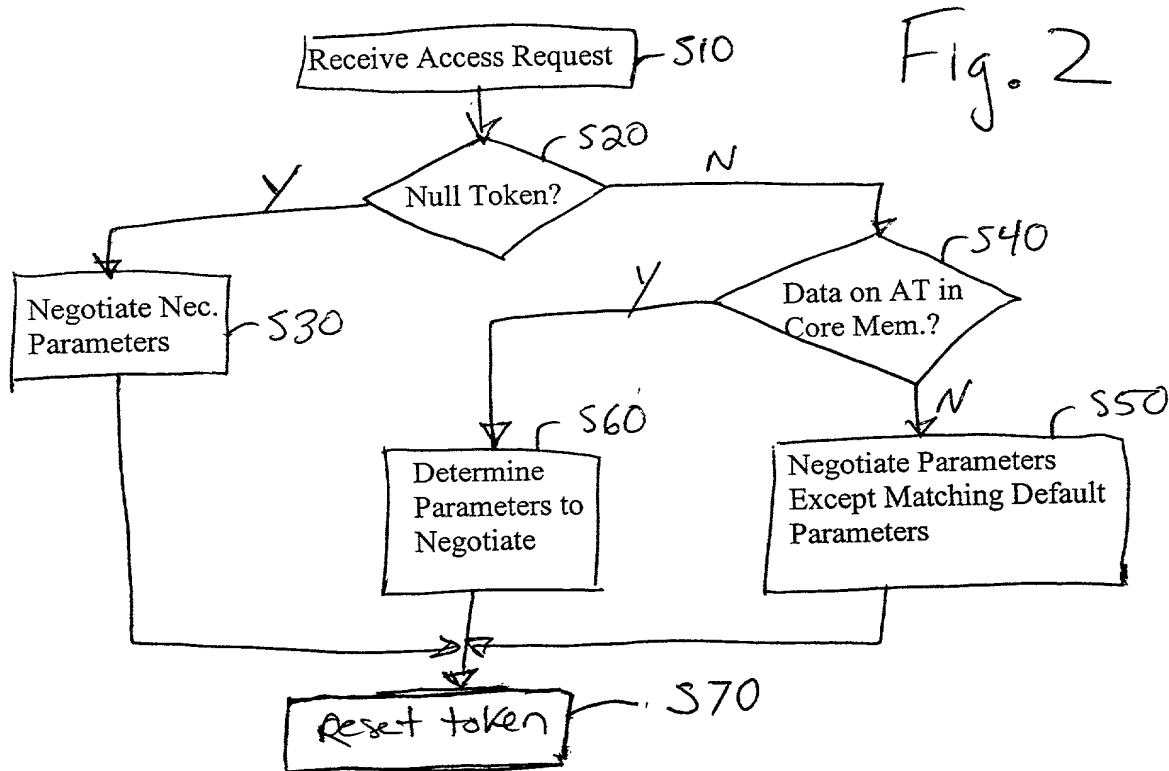 Fig. 2
Receive Access Request
S10
S20
Null Token?
Y
N
S40
Data on AT in
Core Mem.?
Y
N
Negotiate Nec.
Parameters
S30
S60
Determine
Parameters to
Negotiate
S50
Negotiate Parameters
Except Matching Default
Parameters
Reset token
S70